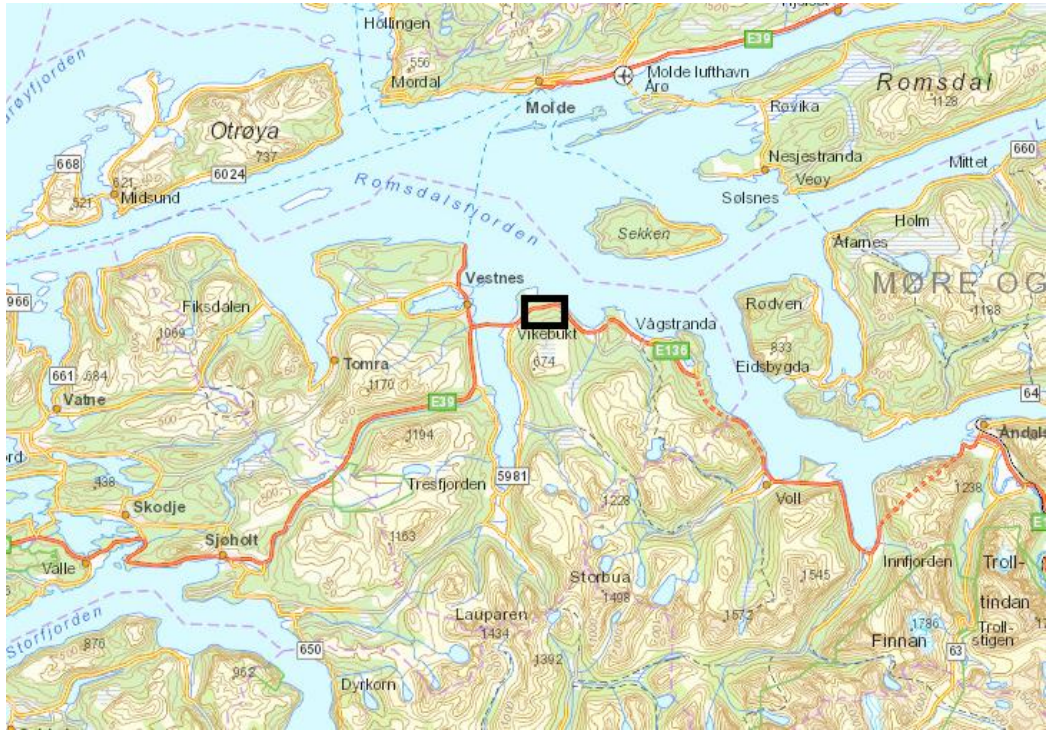 Hjelset
Hollingen
556
E39
Mordal
Molde lufthavn
Årø
Romsdal
Molde
Røvika
1128
Otrøya
737
668
6024
621
Midsund
521
Romsdalsfjorden
Nesjestranda
Veøy
Mittet
660
Sølsnes
Sekken
Holm
Åfarnes
MØRE OG
966
Vestnes
Fiksdalen
Rødven
1069
Vikebukt
Vågstranda
E136
833
674
Eidsbygda
661
684
Tomra
1170
Vatne
E39
64
1194
Åndals
438
Tresfjorden
5981
1238
Skodje
1228
Voll
Sjøholt
1163
Innfjorden
Troll-
Valle
Storbua
1498
1545
tindan
Lauparen
1434
1572
Troll-
stigen
Storfjorden
876
650
1392
Finnan
1786
63
962
Dyrkorn